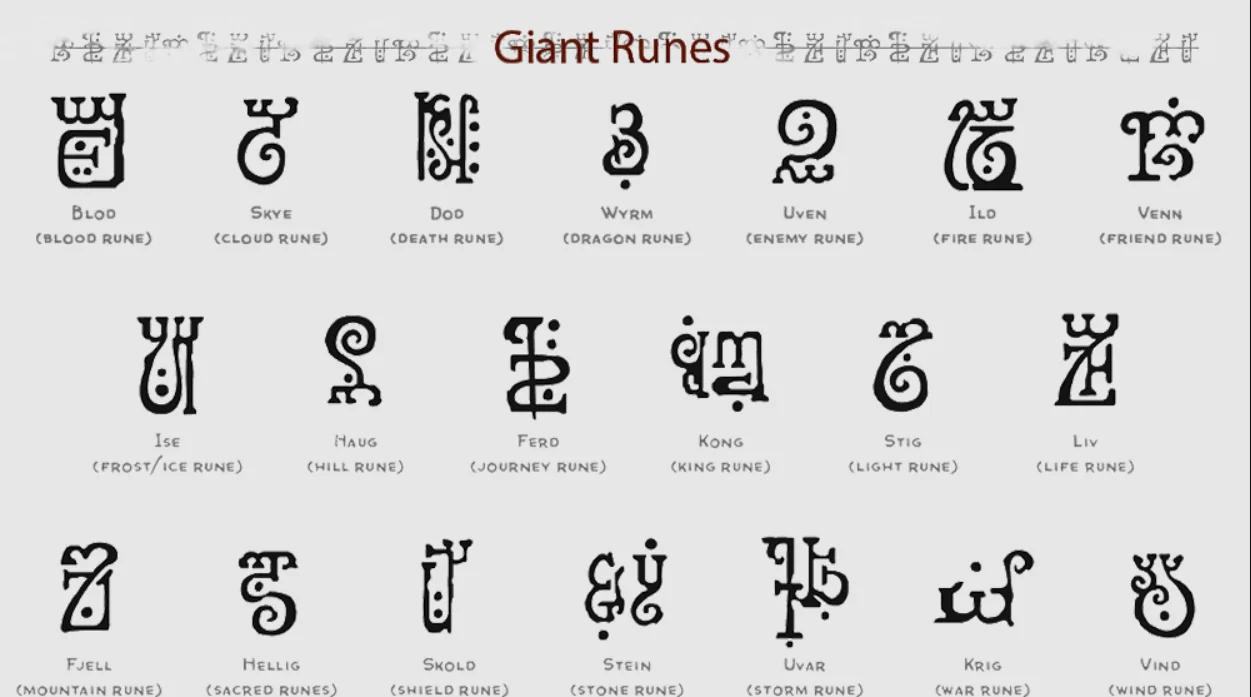 Giant Runes
Blod Skye Dod Wyrm Uven Ild Venn
(blood rune) (cloud rune) (death rune) (dragon rune) (enemy rune) (fire rune) (friend rune)
Ise Haug Ferd Kong Stig Liv
(frost/ice rune) (hill rune) (journey rune) (king rune) (light rune) (life rune)
Fjell Hellig Skold Stein Uvar Krig Vind
(mountain rune) (sacred runes) (shield rune) (stone rune) (storm rune) (war rune) (wind rune)